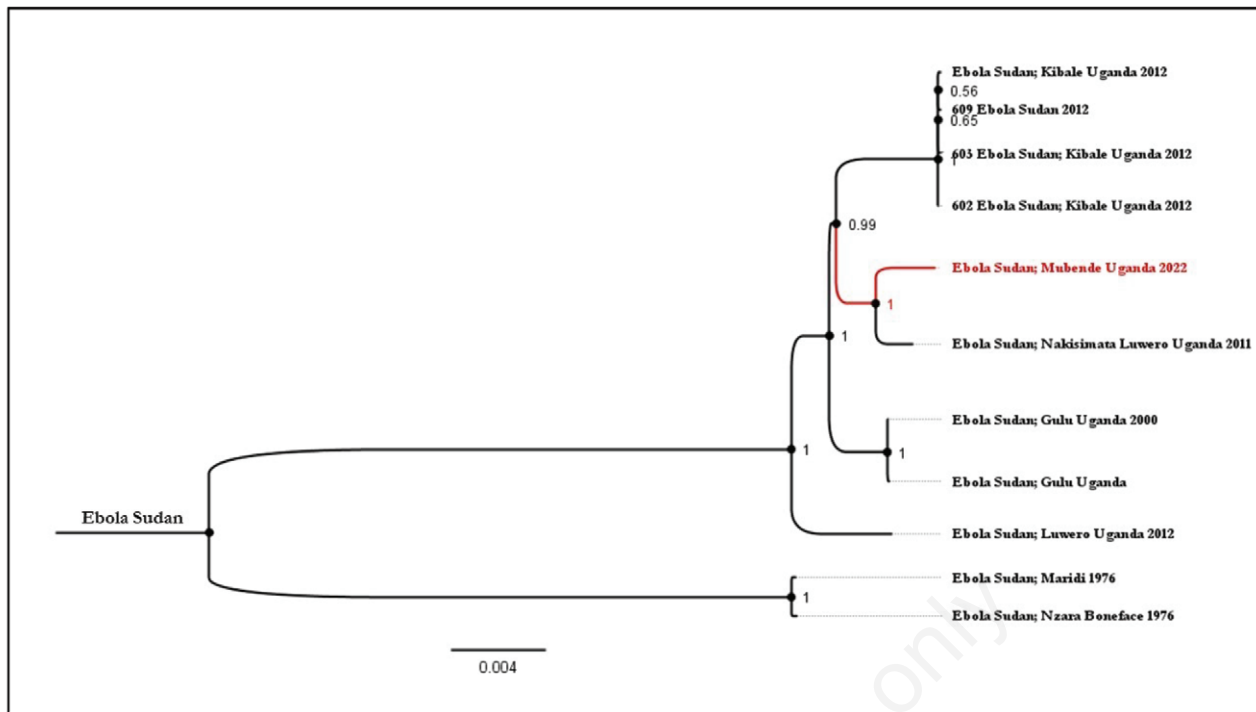 Ebola Sudan; Kibale Uganda 2012
0.56
609 Ebola Sudan 2012
0.65
603 Ebola Sudan; Kibale Uganda 2012
1
602 Ebola Sudan; Kibale Uganda 2012
0.99
Ebola Sudan; Mubende Uganda 2022
1
Ebola Sudan; Nakisimata Luwero Uganda 2011
1
Ebola Sudan; Gulu Uganda 2000
1
Ebola Sudan; Gulu Uganda
1
Ebola Sudan
Ebola Sudan; Luwero Uganda 2012
Ebola Sudan; Maridi 1976
1
Ebola Sudan; Nzara Boneface 1976
0.004
only